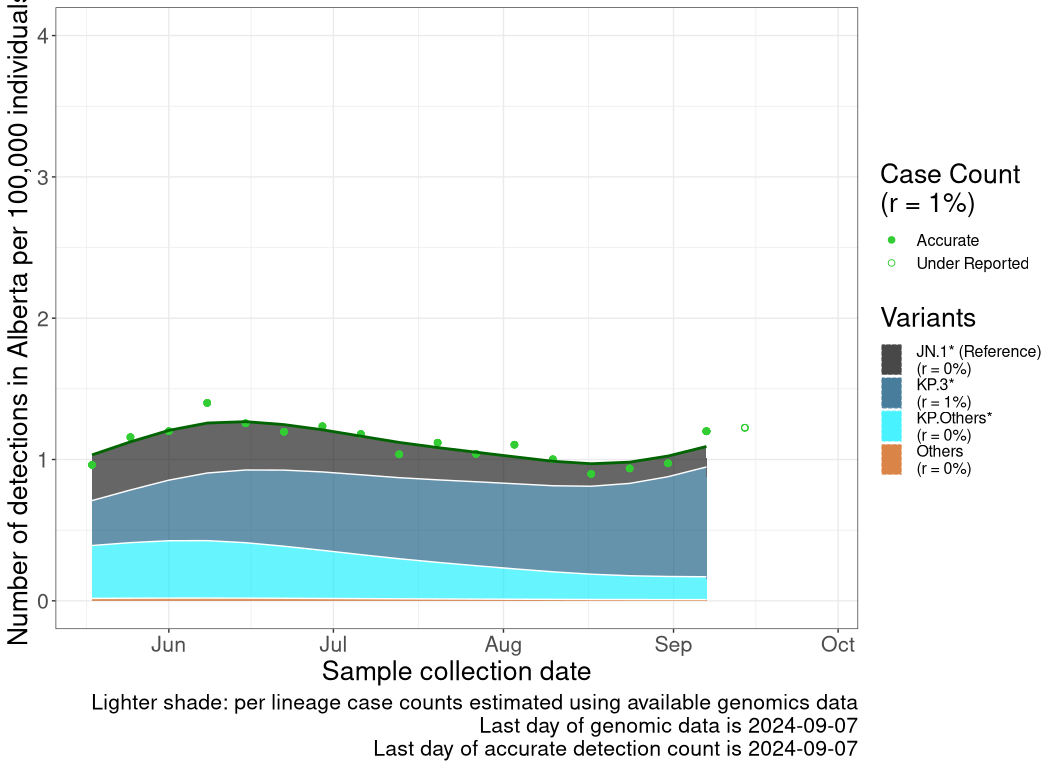 Number of detections in Alberta per 100,000 individuals
4
3
2
1
0
Jun Jul Aug Sep Oct
Sample collection date
Lighter shade: per lineage case counts estimated using available genomics data
Last day of genomic data is 2024-09-07
Last day of accurate detection count is 2024-09-07
Case Count
(r = 1%)
Accurate
Under Reported
Variants
JN.1* (Reference)
(r = 0%)
KP.3*
(r = 1%)
KP.Others*
(r = 0%)
Others
(r = 0%)